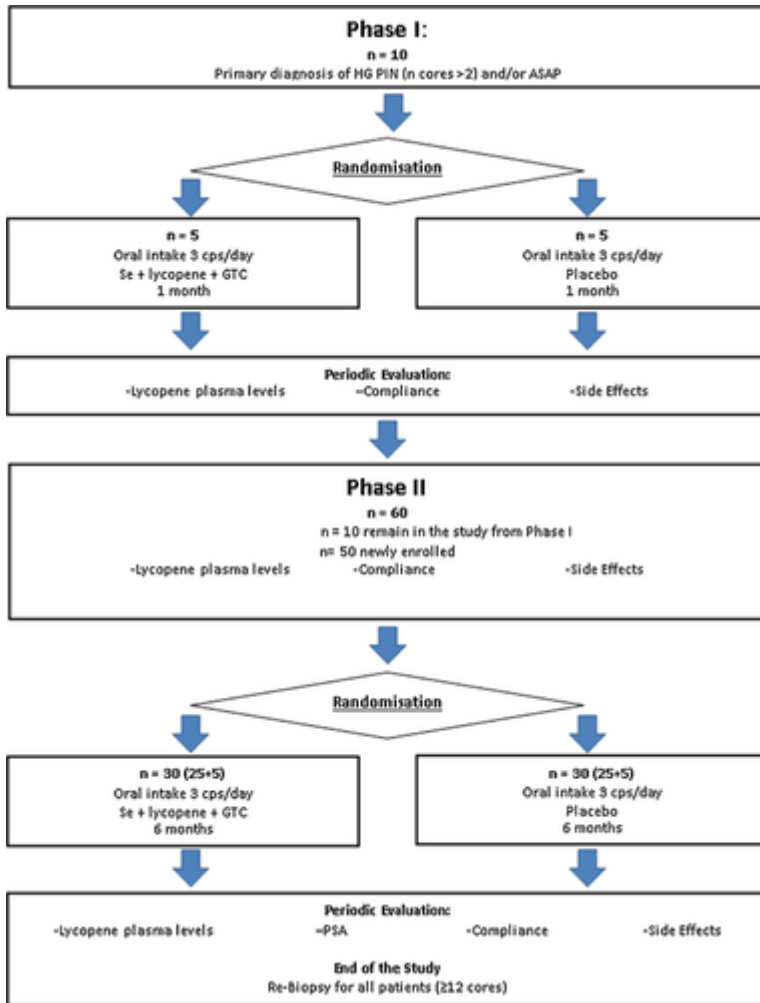 Phase I:
n = 10
Primary diagnosis of HG PIN (n cores >2) and/or ASAP
Randomisation
n = 5
Oral intake 3 cps/day
Se + lycopene + GTC
1 month
n = 5
Oral intake 3 cps/day
Placebo
1 month
Periodic Evaluation:
-Lycopene plasma levels –Compliance -Side Effects
Phase II
n = 60
n = 10 remain in the study from Phase I
n= 50 newly enrolled
-Lycopene plasma levels -Compliance -Side Effects
Randomisation
n = 30 (25+5)
Oral intake 3 cps/day
Se + lycopene + GTC
6 months
n = 30 (25+5)
Oral intake 3 cps/day
Placebo
6 months
Periodic Evaluation:
-Lycopene plasma levels –PSA -Compliance -Side Effects
End of the Study
Re-Biopsy for all patients (≥12 cores)